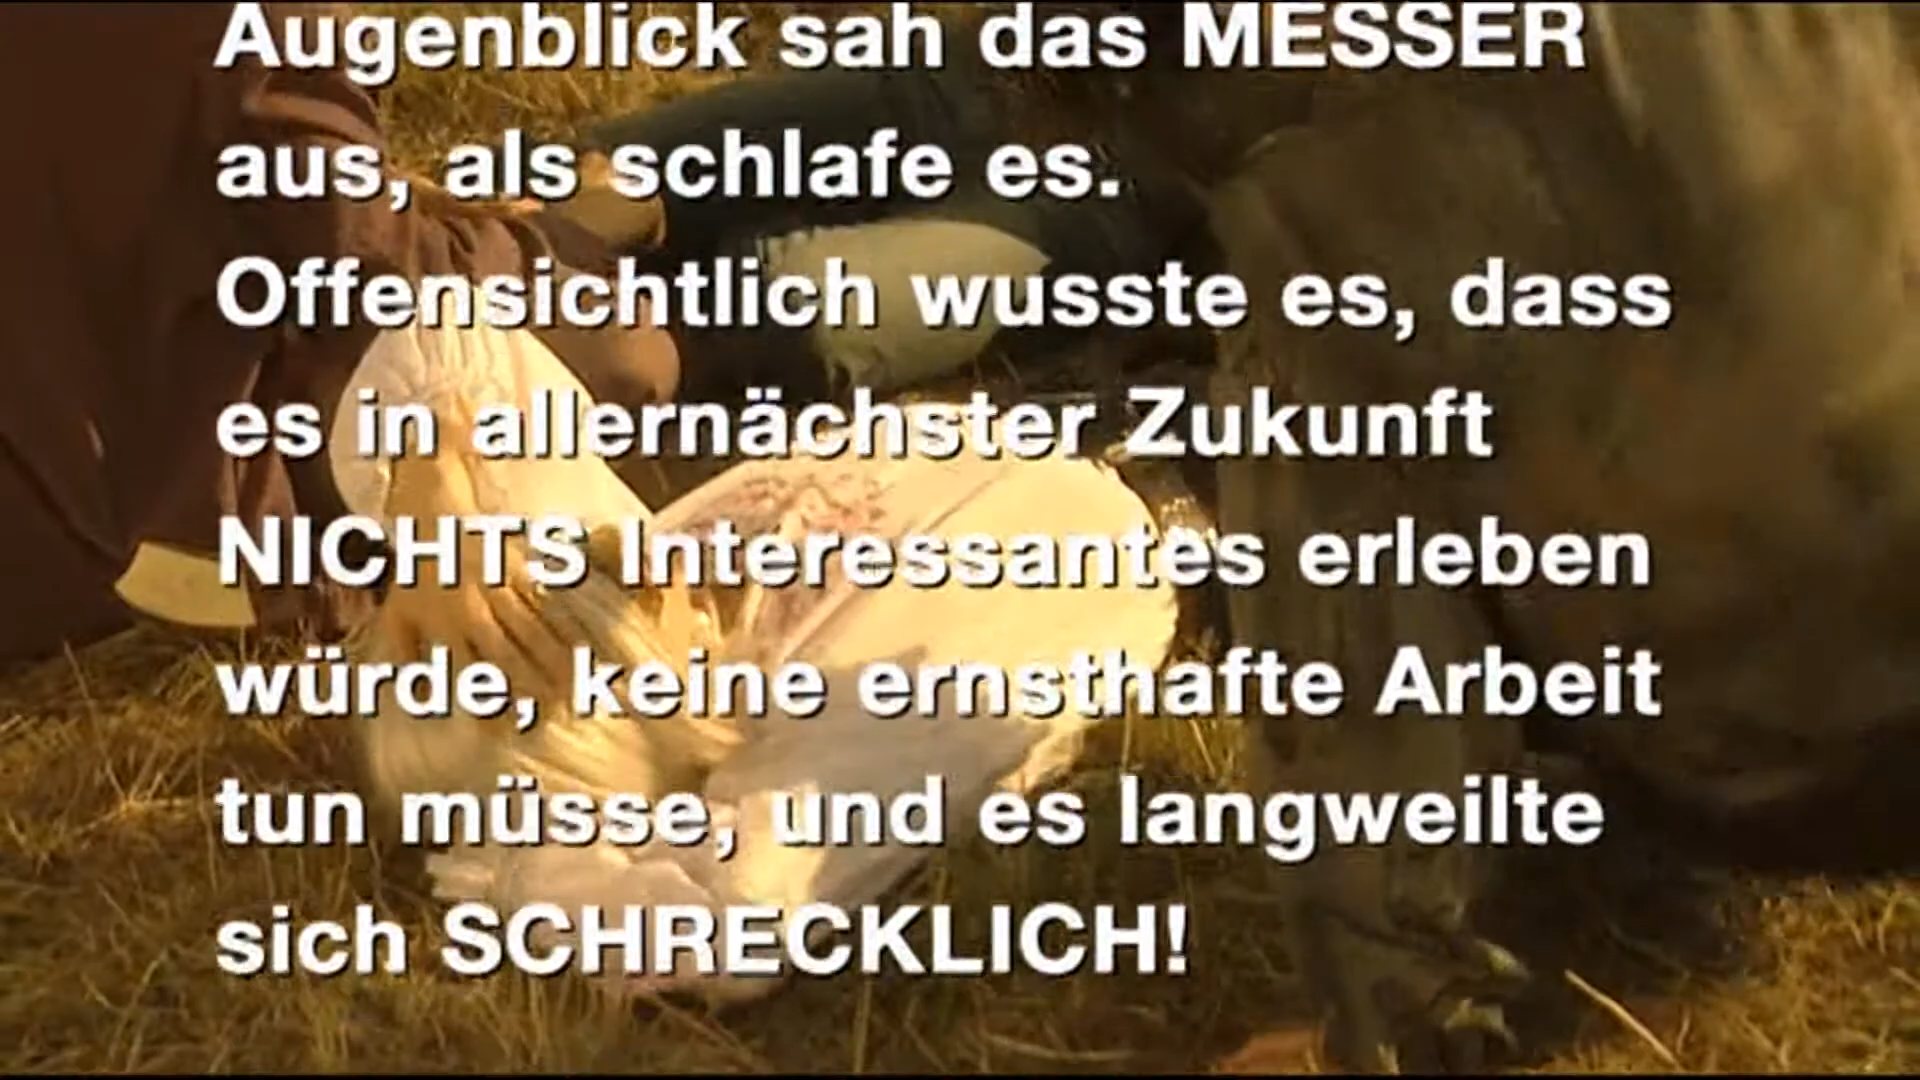 Augenblick sah das MESSER
aus, als schlafe es.
Offensichtlich wusste es, dass
es in allernächster Zukunft
NICHTS Interessantes erleben
würde, keine ernsthafte Arbeit
tun müsse, und es langweilte
sich SCHRECKLICH!